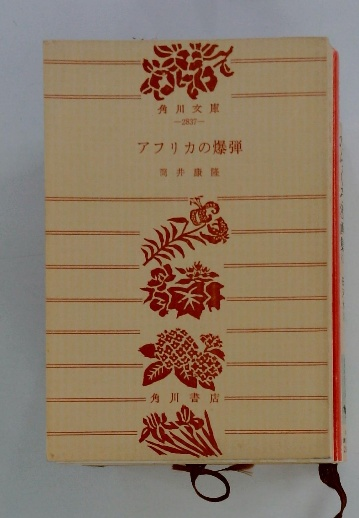 角川文庫
—2837—
アフリカの爆弾
筒井康隆
角川書店